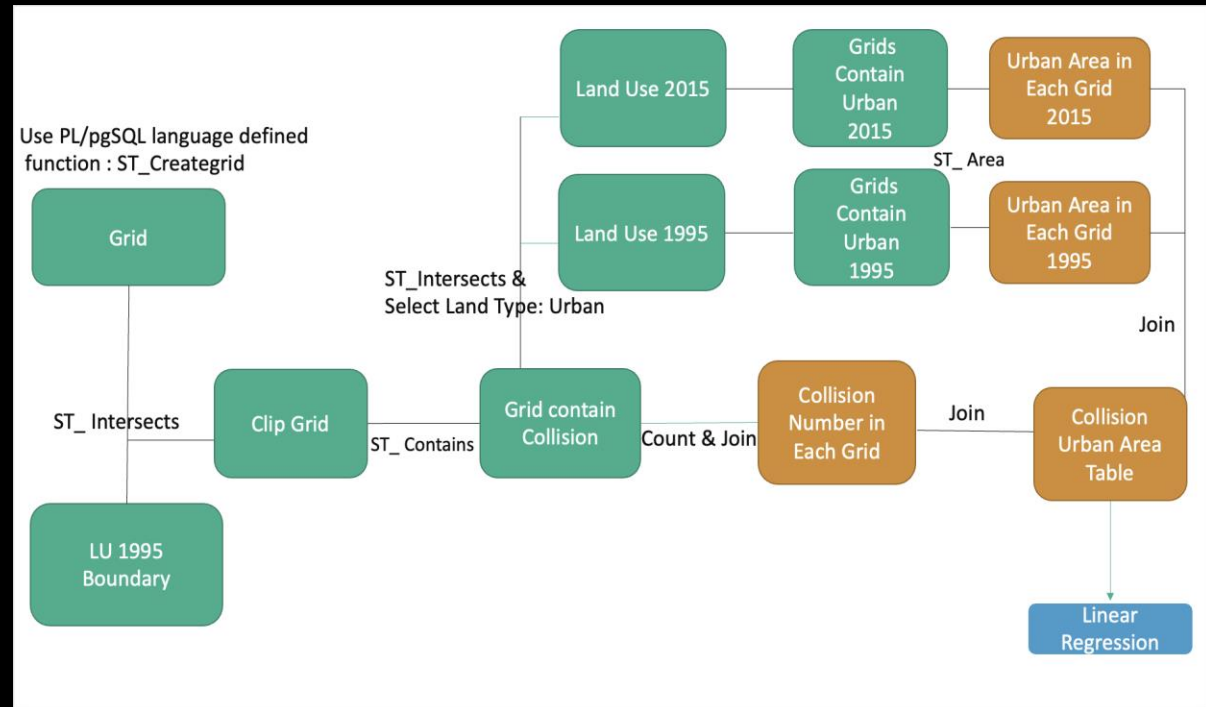 Use PL/pgSQL language defined
function : ST_Creategrid
Grid
ST_ Intersects
LU 1995
Boundary
Clip Grid
ST_ Contains
Grid contain
Collision
ST_Intersects &
Select Land Type: Urban
Land Use 2015
Grids
Contain
Urban
2015
Urban Area in
Each Grid
2015
ST_ Area
Land Use 1995
Grids
Contain
Urban
1995
Urban Area in
Each Grid
1995
Join
Count & Join
Collision
Number in
Each Grid
Join
Collision
Urban Area
Table
Linear
Regression